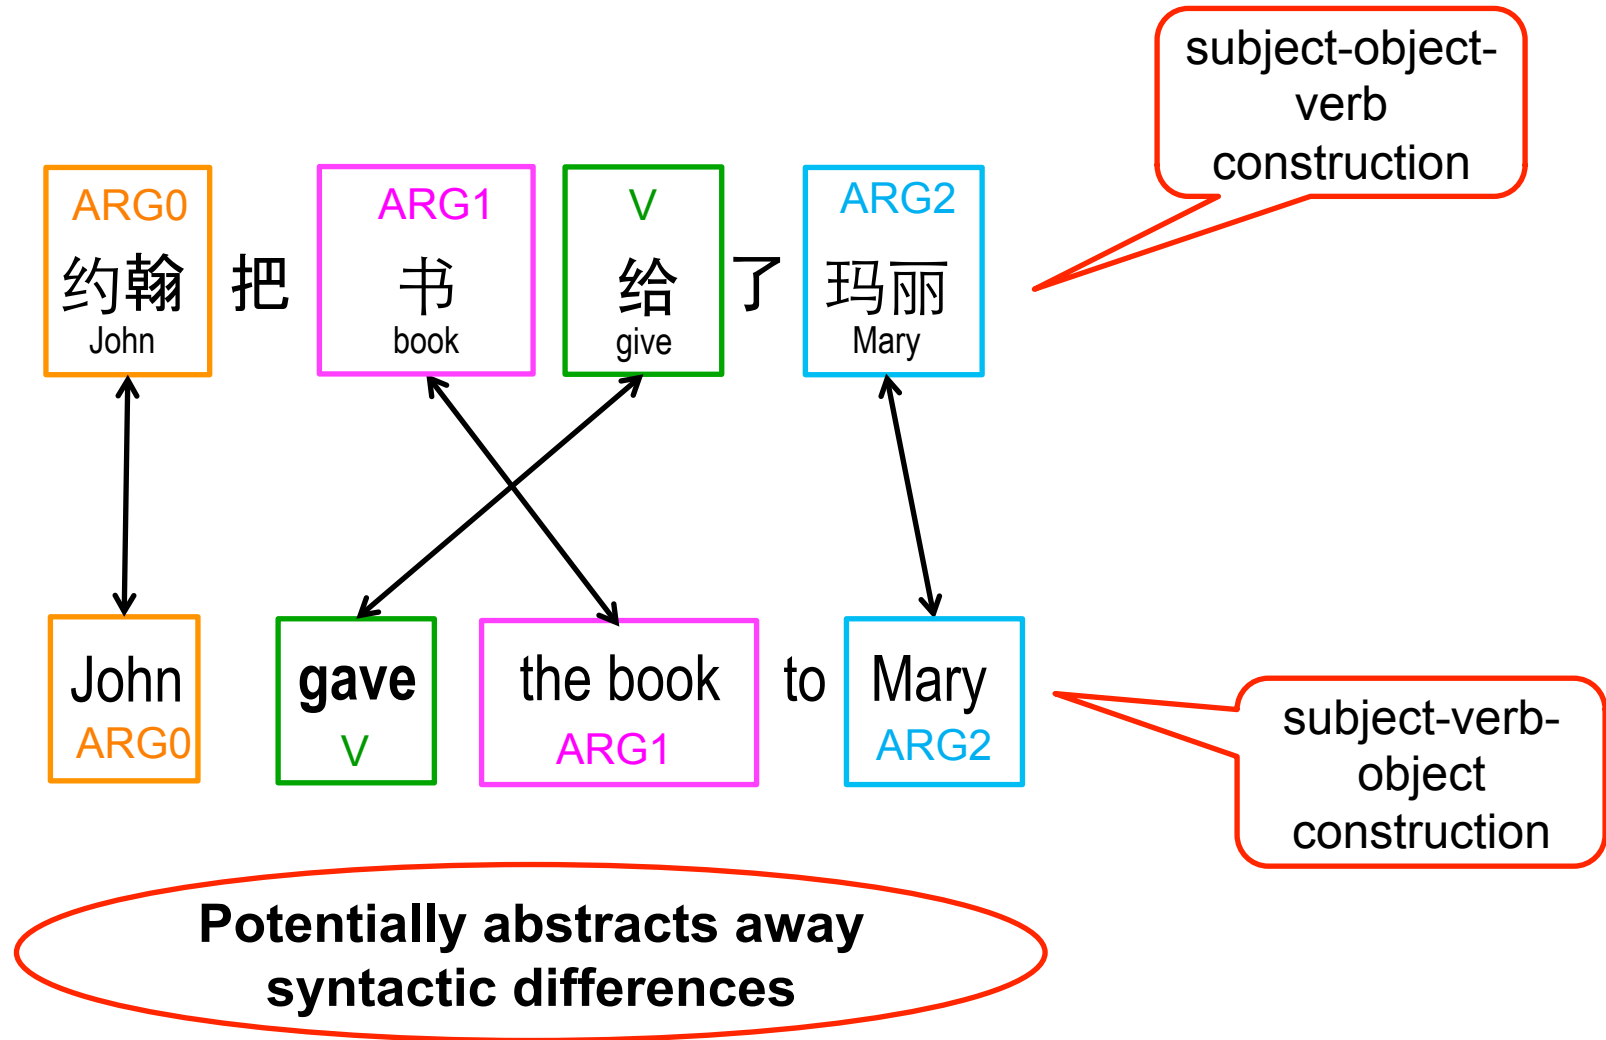 subject-object-
verb
construction
ARG0 ARG1 V ARG2
约翰 把 书 给 了 玛丽
John book give Mary
John gave the book to Mary
ARG0 V ARG1 ARG2
subject-verb-
object
construction
Potentially abstracts away
syntactic differences